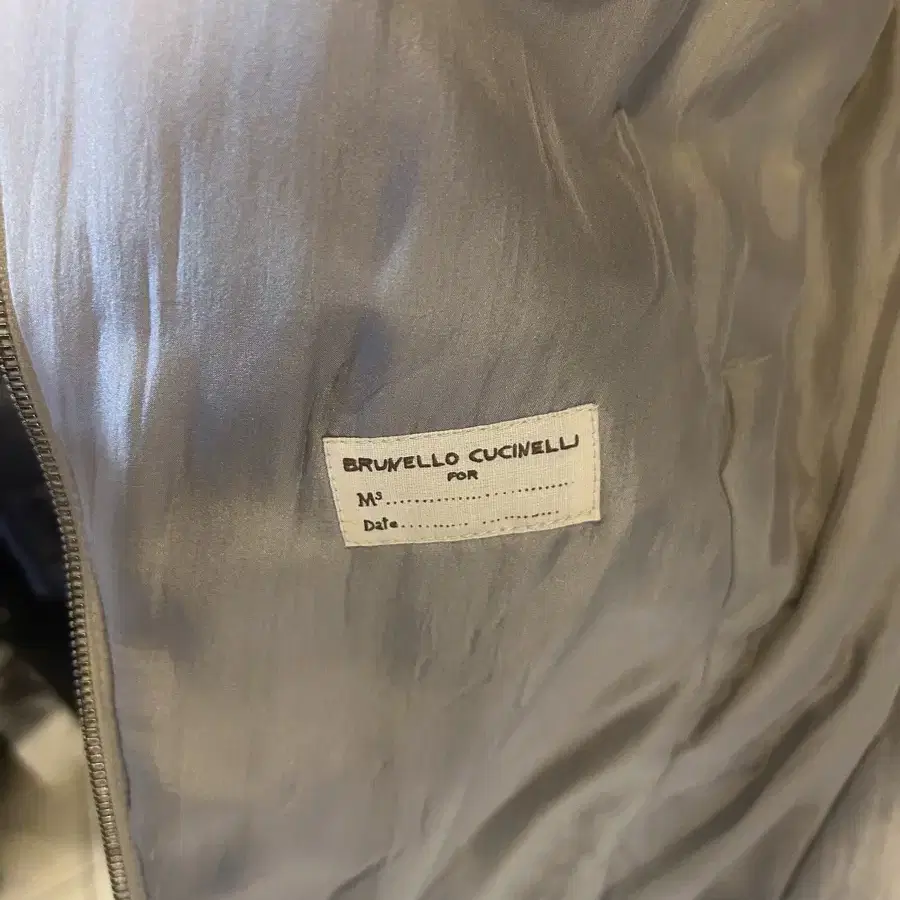 BRUNELLO CUCINELLI
FOR
Ms.............................
Date.......... ............